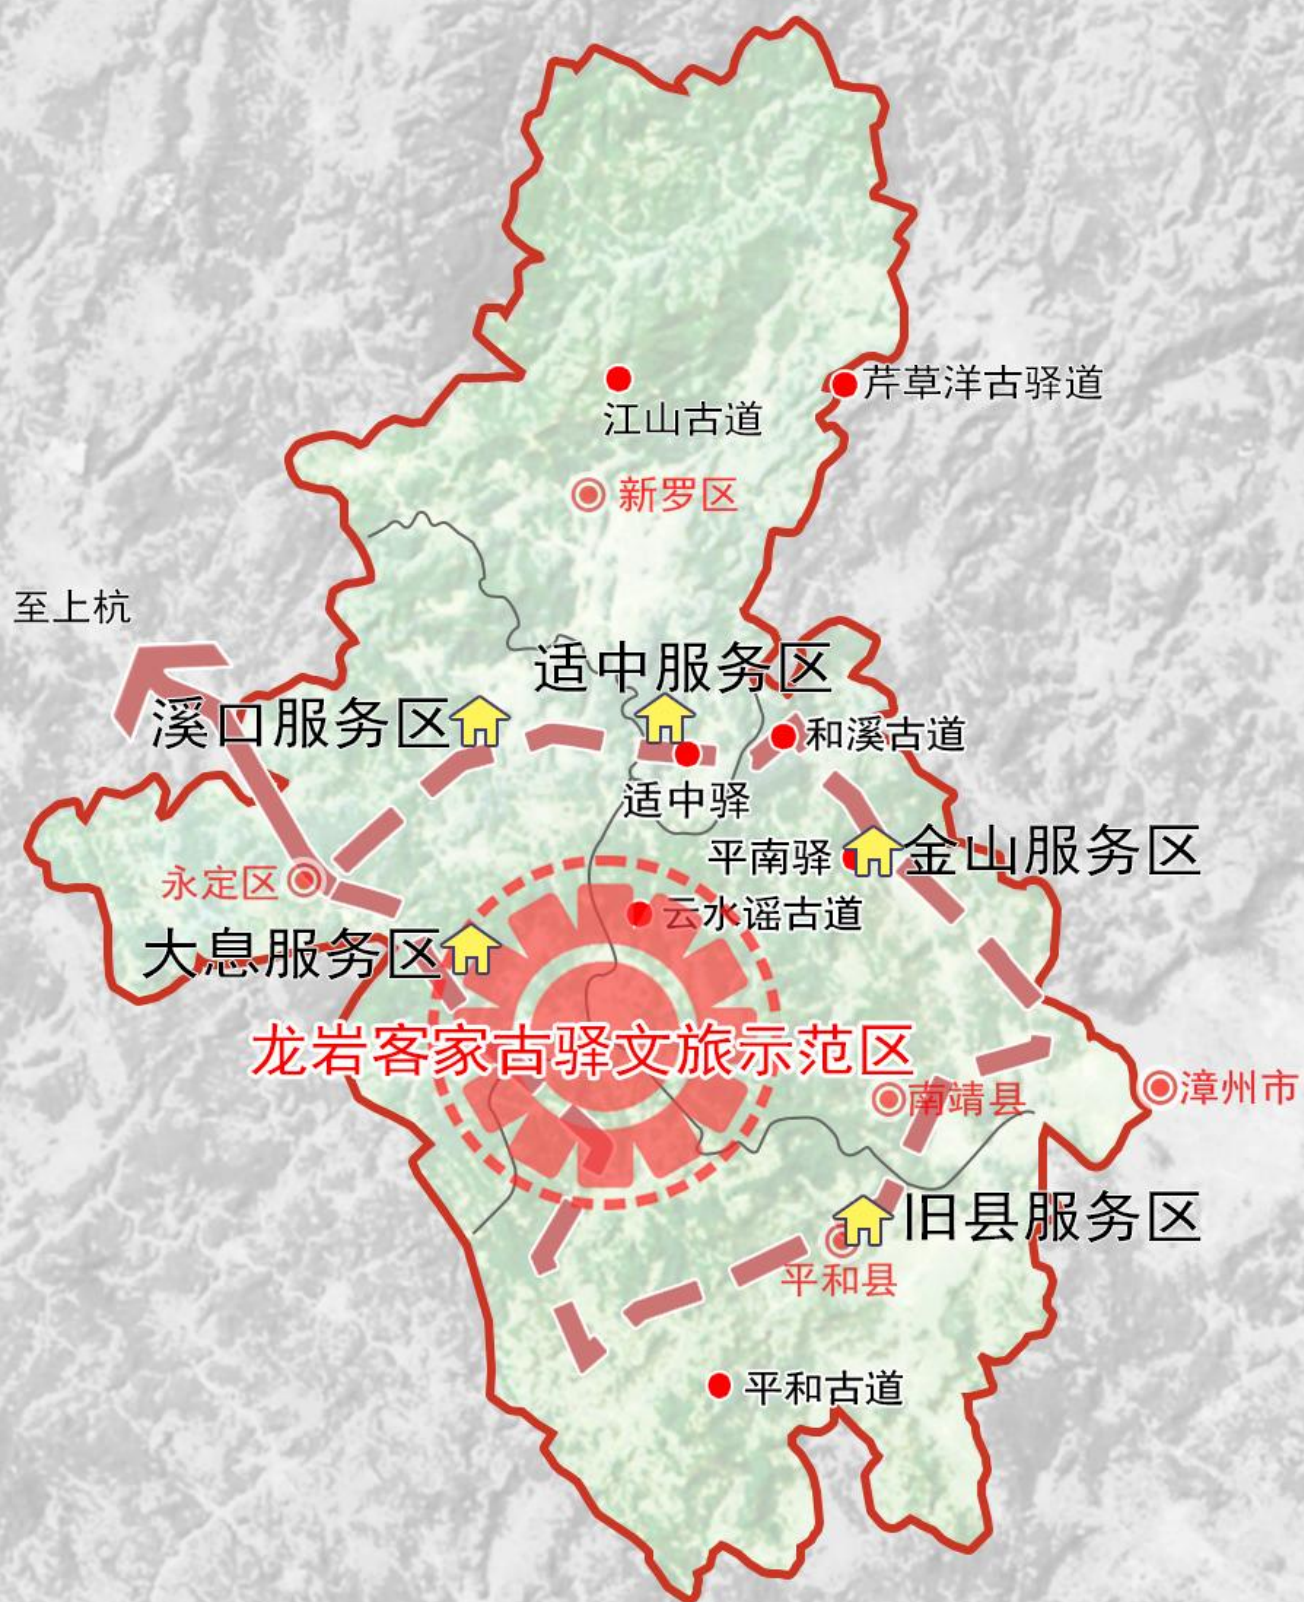 芹草洋古驿道
江山古道
新罗区
至上杭
适中服务区
溪口服务区
和溪古道
适中驿
平南驿
金山服务区
永定区
云水谣古道
大息服务区
龙岩客家古驿文旅示范区
南靖县
漳州市
旧县服务区
平和县
平和古道